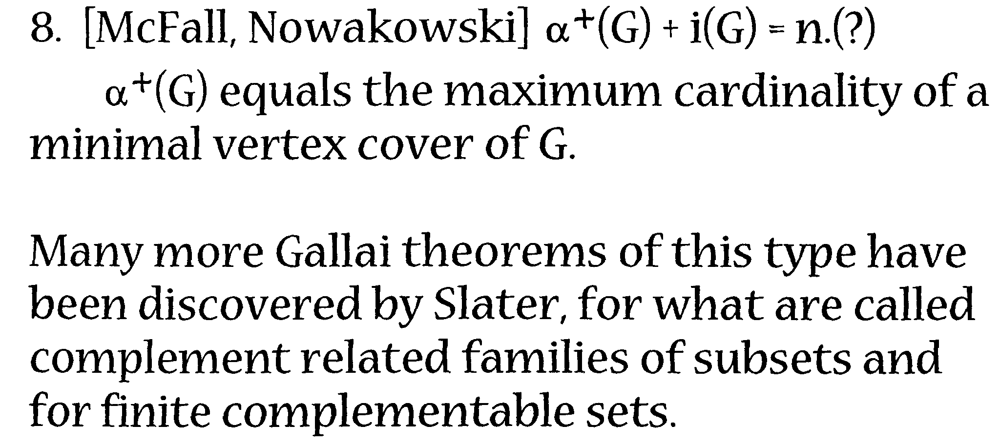 8. [McFall, Nowakowski] α⁺(G) + i(G) = n.(?)
α⁺(G) equals the maximum cardinality of a
minimal vertex cover of G.
Many more Gallai theorems of this type have
been discovered by Slater, for what are called
complement related families of subsets and
for finite complementable sets.